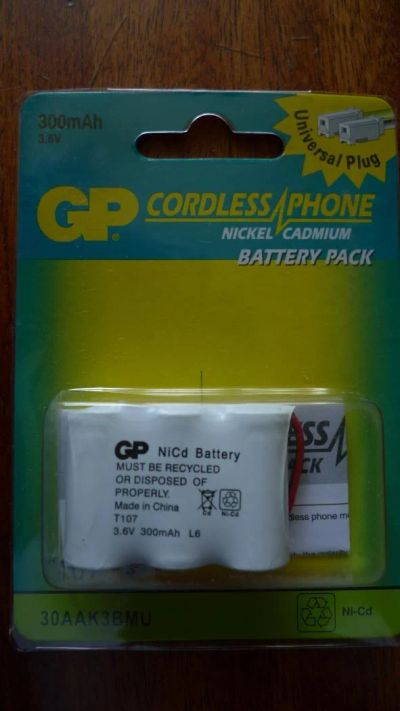 300mAh
3.6V
Universal Plug
GP
CORDLESS PHONE
NICKEL CADMIUM
BATTERY PACK
GP NiCd Battery
MUST BE RECYCLED
OR DISPOSED OF
PROPERLY.
Made in China
T107
3.6V 300mAh L6
Cd
Ni-Cd
30AAK3BMU
Ni-Cd